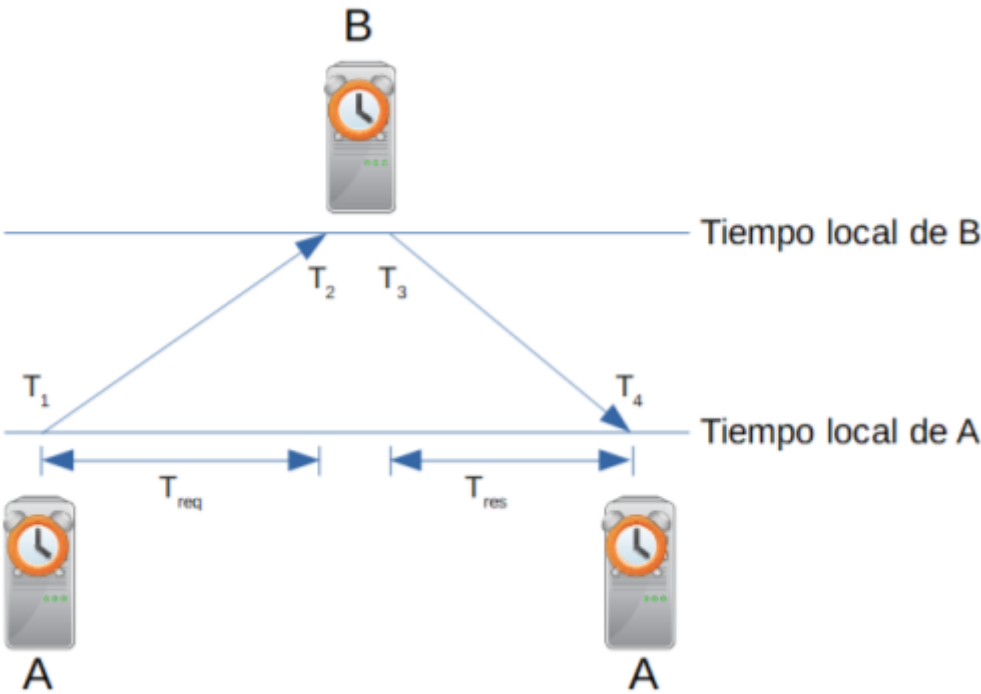 B
Tiempo local de B
T2 T3
T1 T4
Tiempo local de A
Treq Tres
A A